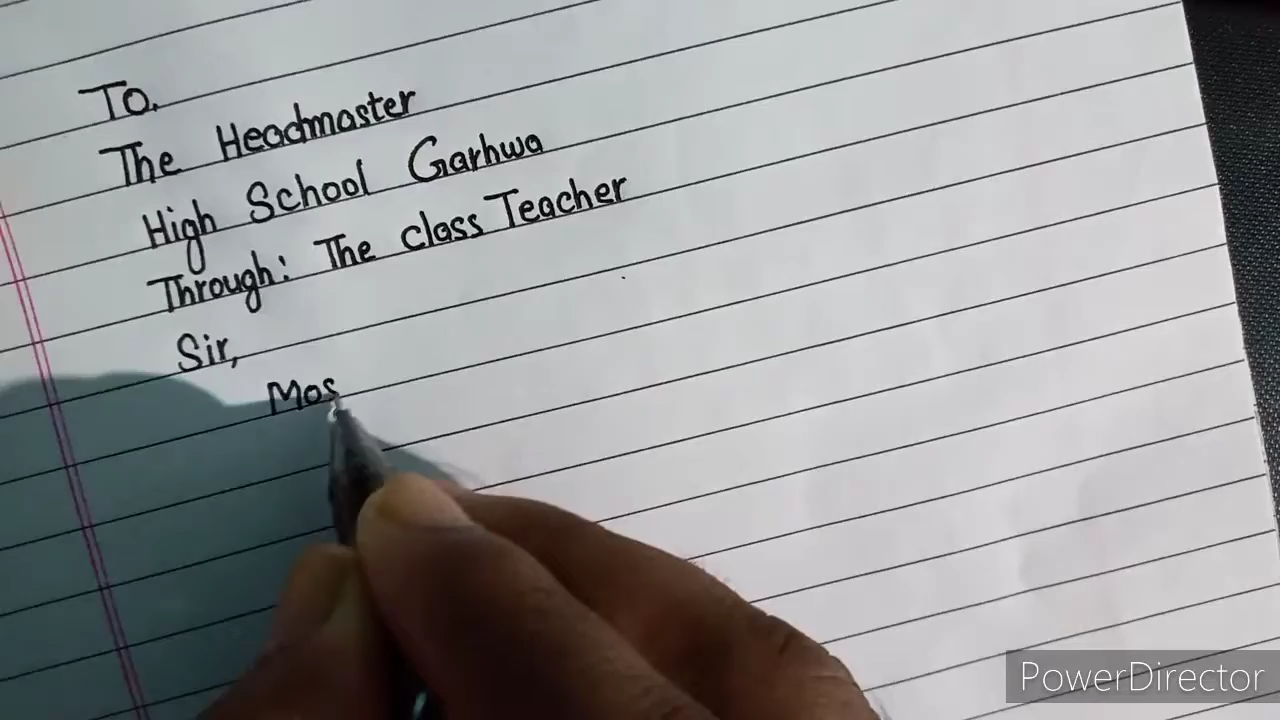 To,
The Headmaster
High School Garhwa
Through: The class Teacher
Sir,
Mos
PowerDirector